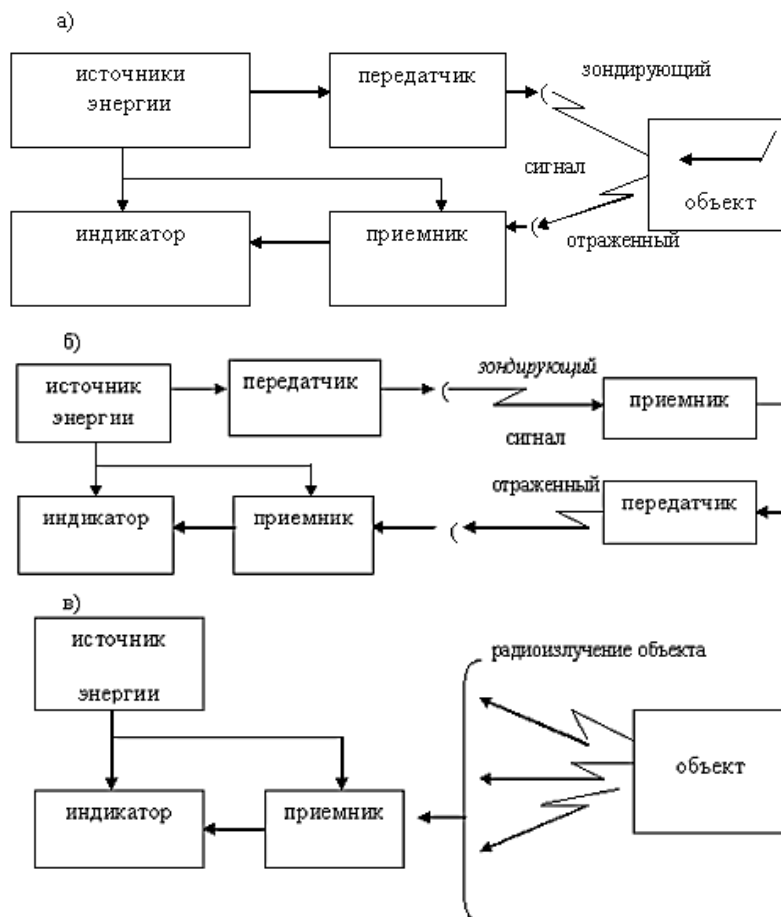 а)
источники
энергии
передатчик
зондирующий
сигнал
объект
индикатор
приемник
отраженный
б)
источник
энергии
передатчик
зондирующий
приемник
сигнал
отраженный
индикатор
приемник
передатчик
в)
источник
энергии
радиоизлучение объекта
объект
индикатор
приемник